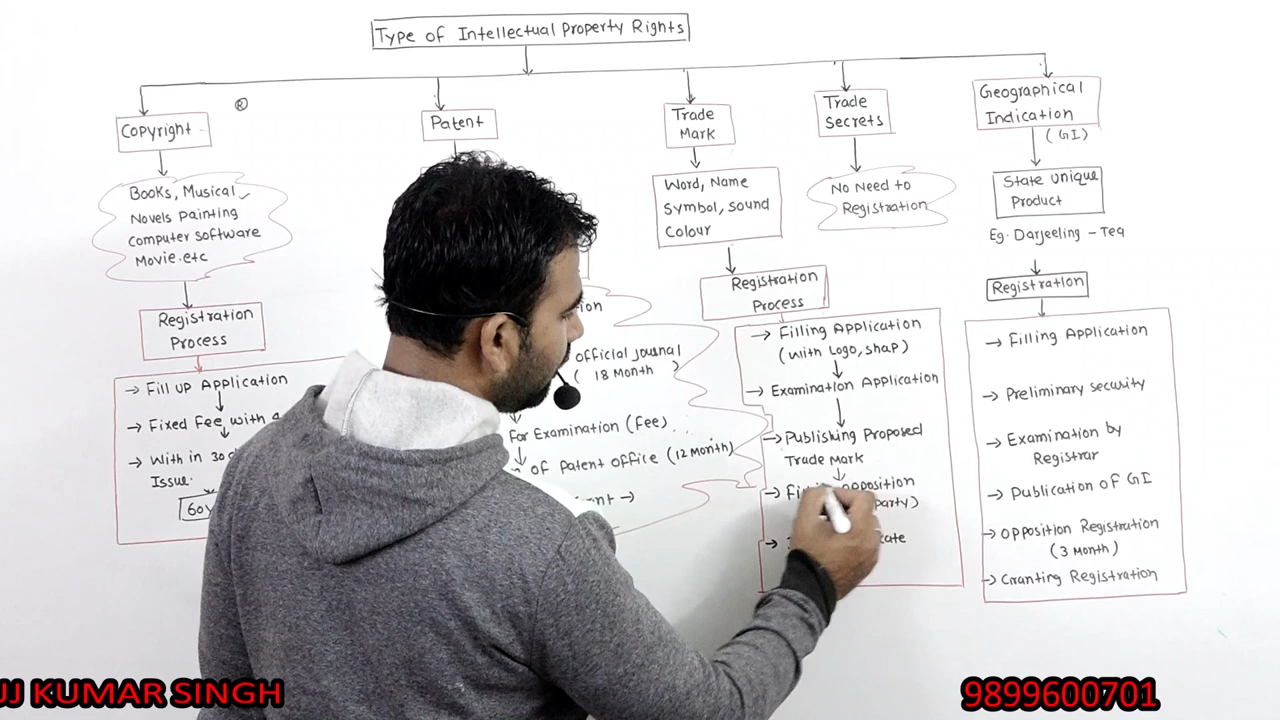 Type of Intellectual Property Rights
®
Copyright
Books, Musical
Novels Painting
Computer Software
Movie.etc
Registration
Process
→ Fill up Application
→ Fixed Fee with
→ With in 30
Issue.
Patent
official Journal
( 18 Month )
For Examination (Fee)
of Patent office (12 month)
Trade
Mark
Word, Name
Symbol, Sound
Colour
Registration
Process
→ Filling Application
(With Logo, Shap)
→ Examination Application
→ Publishing Proposed
Trade Mark
opposition
party)
Trade
Secrets
No Need to
Registration
Geographical
Indication
(GI)
State Unique
Product
Eg. Darjeeling - Tea
Registration
→ Filling Application
→ Preliminary security
→ Examination by
Registrar
→ Publication of GI
→ Opposition Registration
(3 Month)
→ Granting Registration
KUMAR SINGH
9899600701